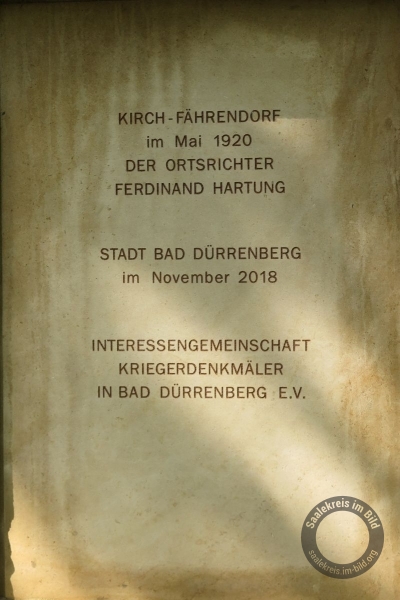 KIRCH-FÄHRENDORF
im Mai 1920
DER ORTSRICHTER
FERDINAND HARTUNG
STADT BAD DÜRRENBERG
im November 2018
INTERESSENGEMEINSCHAFT
KRIEGERDENKMÄLER
IN BAD DÜRRENBERG E.V.
Saalekreis im Bild
saalekreis.im-bild.org